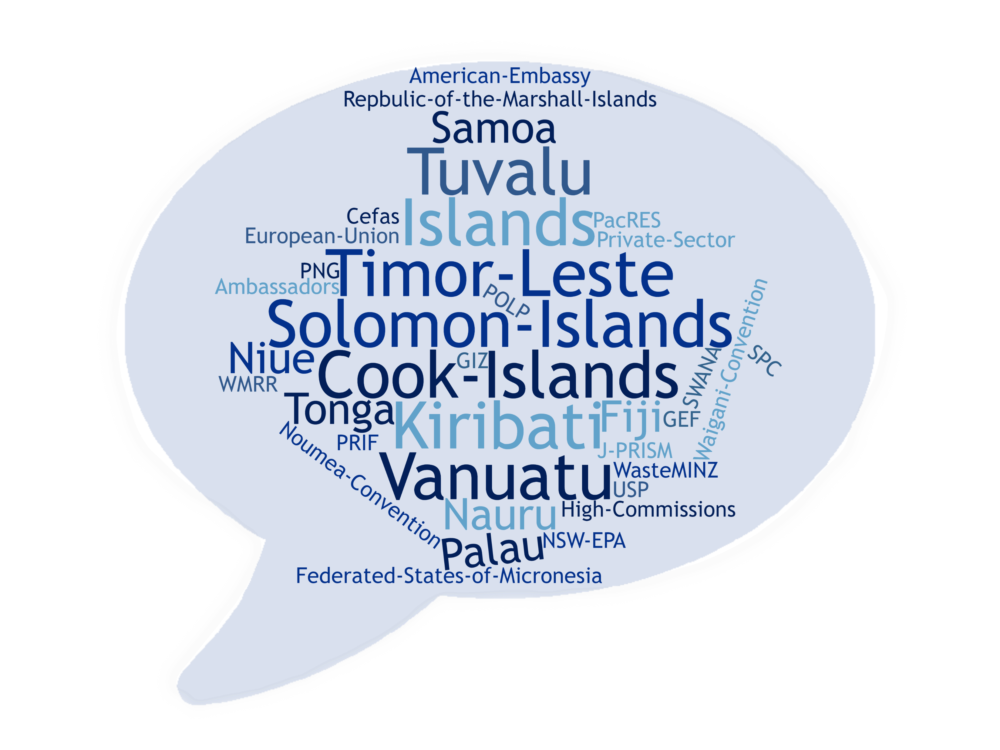 American-Embassy
Repbulic-of-the-Marshall-Islands
Samoa
Tuvalu
Cefas
Islands
PacRES
European-Union
Private-Sector
Timor-Leste
PNG
Ambassadors
POLP
Solomon-Islands
Waigani-Convention
SPC
Niue
GIZ
Cook-Islands
SWANA
WMRR
Tonga
Kiribati
Fiji
GEF
PRIF
J-PRISM
Noumea-Convention
Vanuatu
WasteMINZ
USP
Nauru
High-Commissions
Palau
NSW-EPA
Federated-States-of-Micronesia